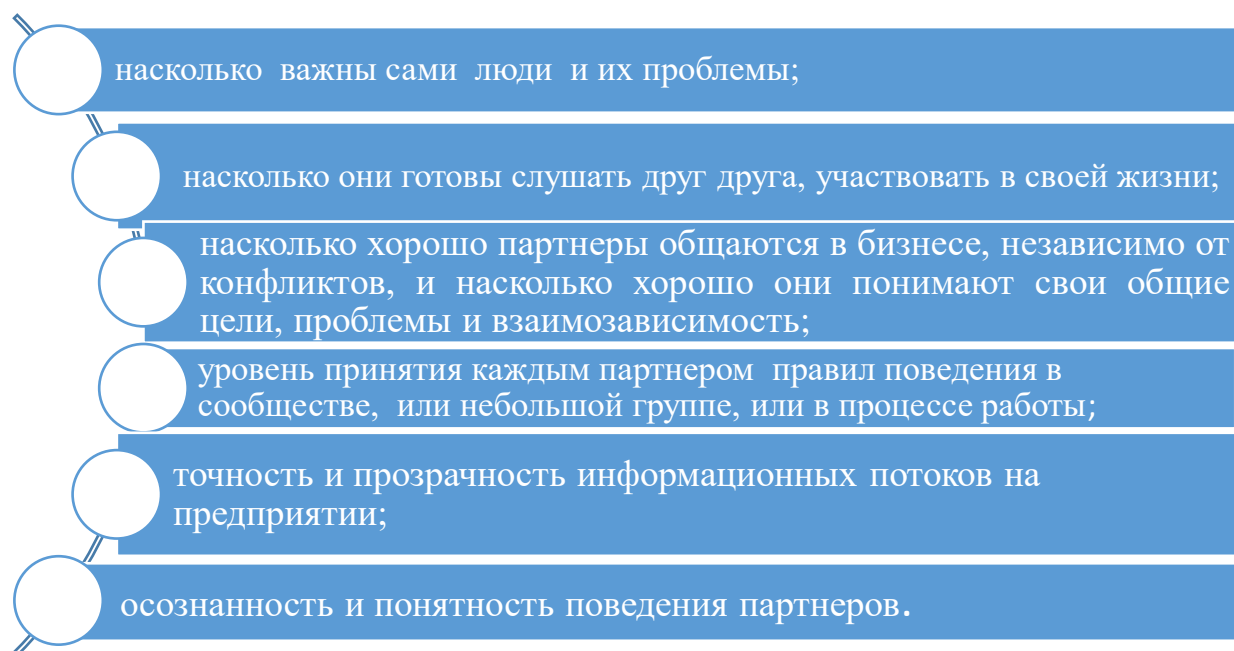 насколько важны сами люди и их проблемы;
насколько они готовы слушать друг друга, участвовать в своей жизни;
насколько хорошо партнеры общаются в бизнесе, независимо от
конфликтов, и насколько хорошо они понимают свои общие
цели, проблемы и взаимозависимость;
уровень принятия каждым партнером правил поведения в
сообществе, или небольшой группе, или в процессе работы;
точность и прозрачность информационных потоков на
предприятии;
осознанность и понятность поведения партнеров.